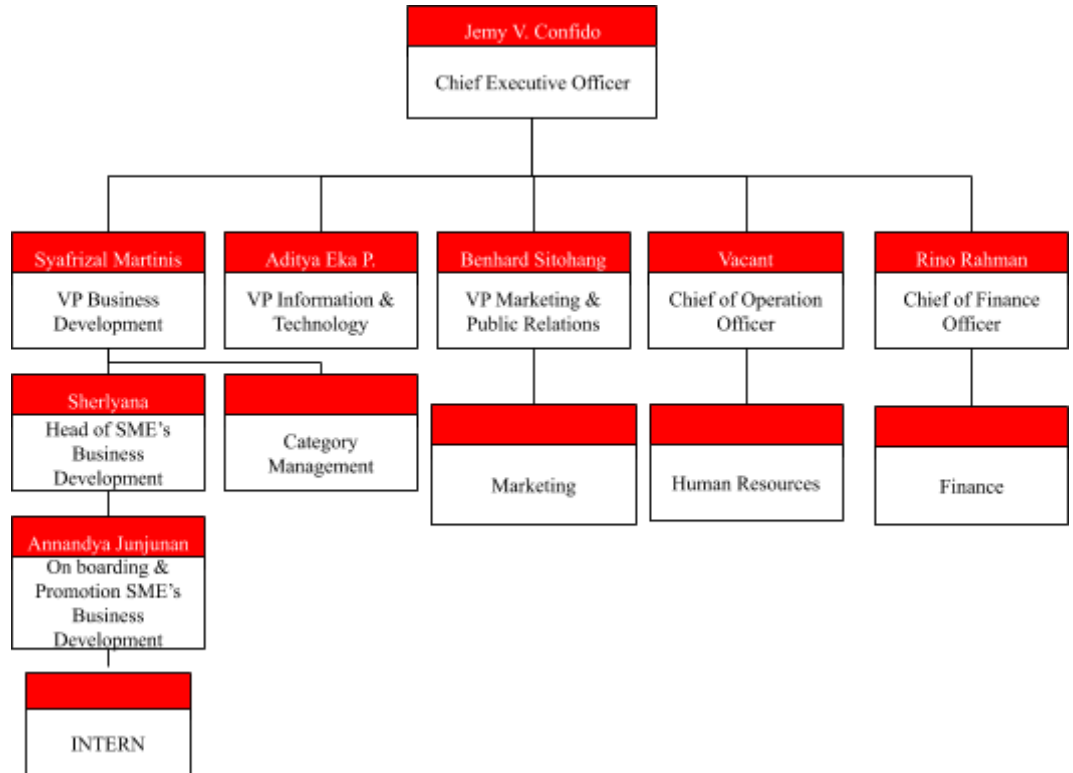 Jemy V. Confido
Chief Executive Officer
Syafrizal Martinis
VP Business
Development
Aditya Eka P.
VP Information &
Technology
Benhard Sitohang
VP Marketing &
Public Relations
Vacant
Chief of Operation
Officer
Rino Rahman
Chief of Finance
Officer
Sherlyana
Head of SME’s
Business
Development
Category
Management
Marketing
Human Resources
Finance
Annandya Junjunan
On boarding &
Promotion SME’s
Business
Development
INTERN